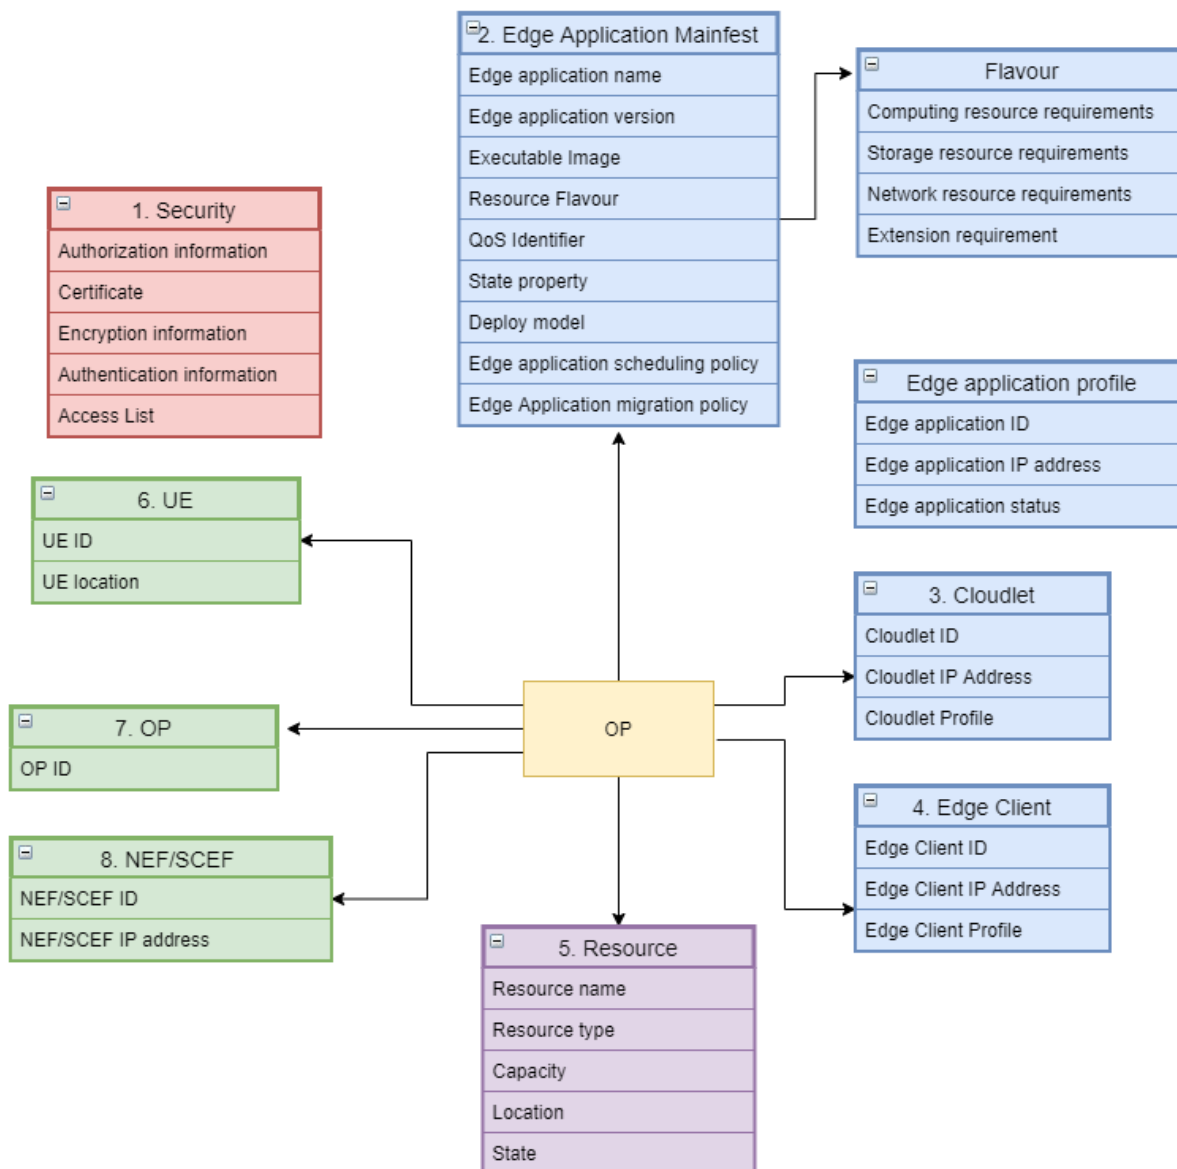 2. Edge Application Mainfest
Edge application name
Edge application version
Executable Image
Resource Flavour
QoS Identifier
State property
Deploy model
Edge application scheduling policy
Edge Application migration policy
Flavour
Computing resource requirements
Storage resource requirements
Network resource requirements
Extension requirement
1. Security
Authorization information
Certificate
Encryption information
Authentication information
Access List
Edge application profile
Edge application ID
Edge application IP address
Edge application status
6. UE
UE ID
UE location
3. Cloudlet
Cloudlet ID
Cloudlet IP Address
Cloudlet Profile
OP
7. OP
OP ID
4. Edge Client
Edge Client ID
Edge Client IP Address
Edge Client Profile
8. NEF/SCEF
NEF/SCEF ID
NEF/SCEF IP address
5. Resource
Resource name
Resource type
Capacity
Location
State